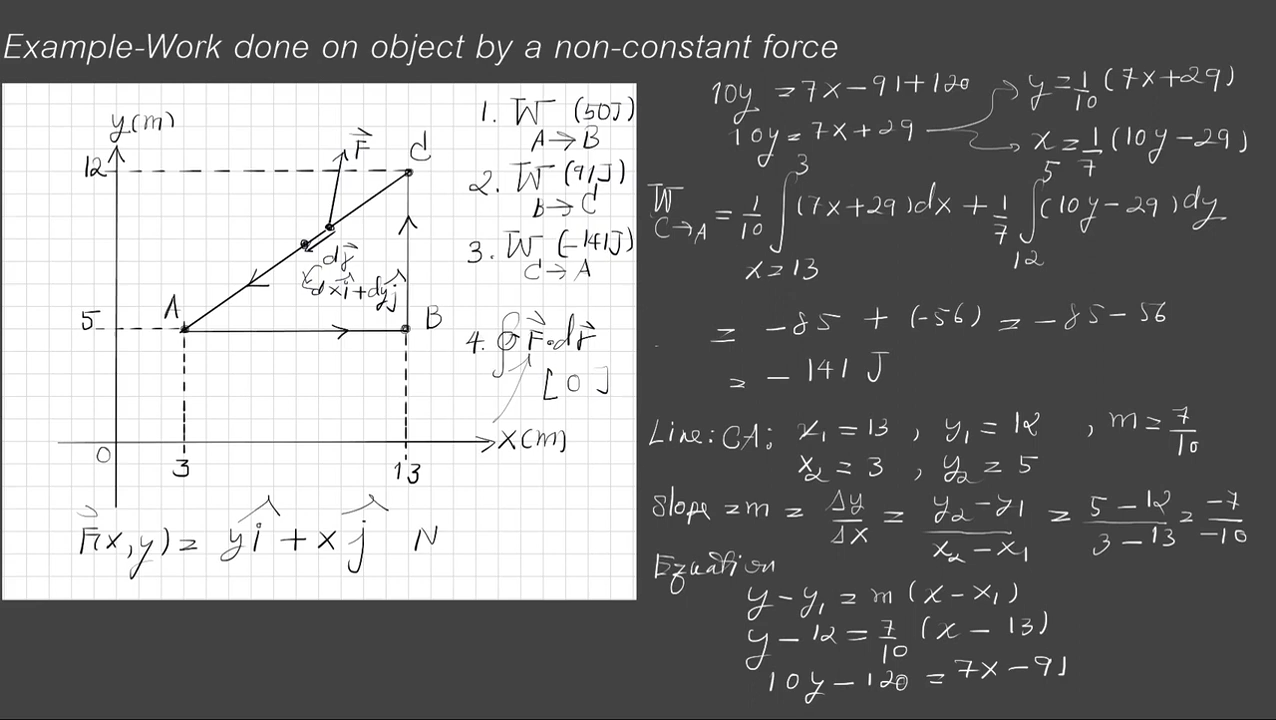 Example-Work done on object by a non-constant force
y(m)
12
5
0
3
13
x(m)
A
B
C
F⃗
dr⃗
dxî + dyĵ
F⃗(x,y) = yî + xĵ N
1. W (50J)
A→B
2. W (91J)
B→C
3. W (-141J)
C→A
4. ∮F⃗•dr⃗
[0]
10y = 7x-91+120
10y = 7x+29
y = 1/10 (7x+29)
x = 1/7 (10y-29)
W C→A = 1/10 ∫ x=13 3 (7x+29)dx + 1/7 ∫ 12 5 (10y-29)dy
= -85 + (-56) = -85-56
= -141 J
Line: CA; x₁ = 13 , y₁ = 12 , m = 7/10
x₂ = 3 , y₂ = 5
Slope = m = Δy/Δx = y₂-y₁/x₂-x₁ = 5-12/3-13 = -7/-10
Equation
y-y₁ = m(x-x₁)
y-12 = 7/10 (x-13)
10y-120 = 7x-91